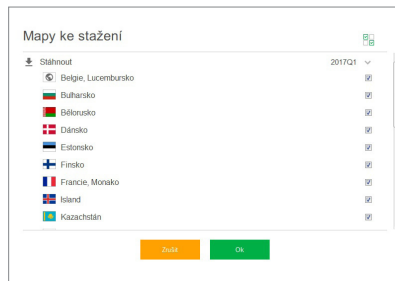 Mapy ke stažení
Stáhnout 2017Q1
Belgie, Lucembursko
Bulharsko
Bělorusko
Dánsko
Estonsko
Finsko
Francie, Monako
Island
Kazachstán
Zrušit Ok